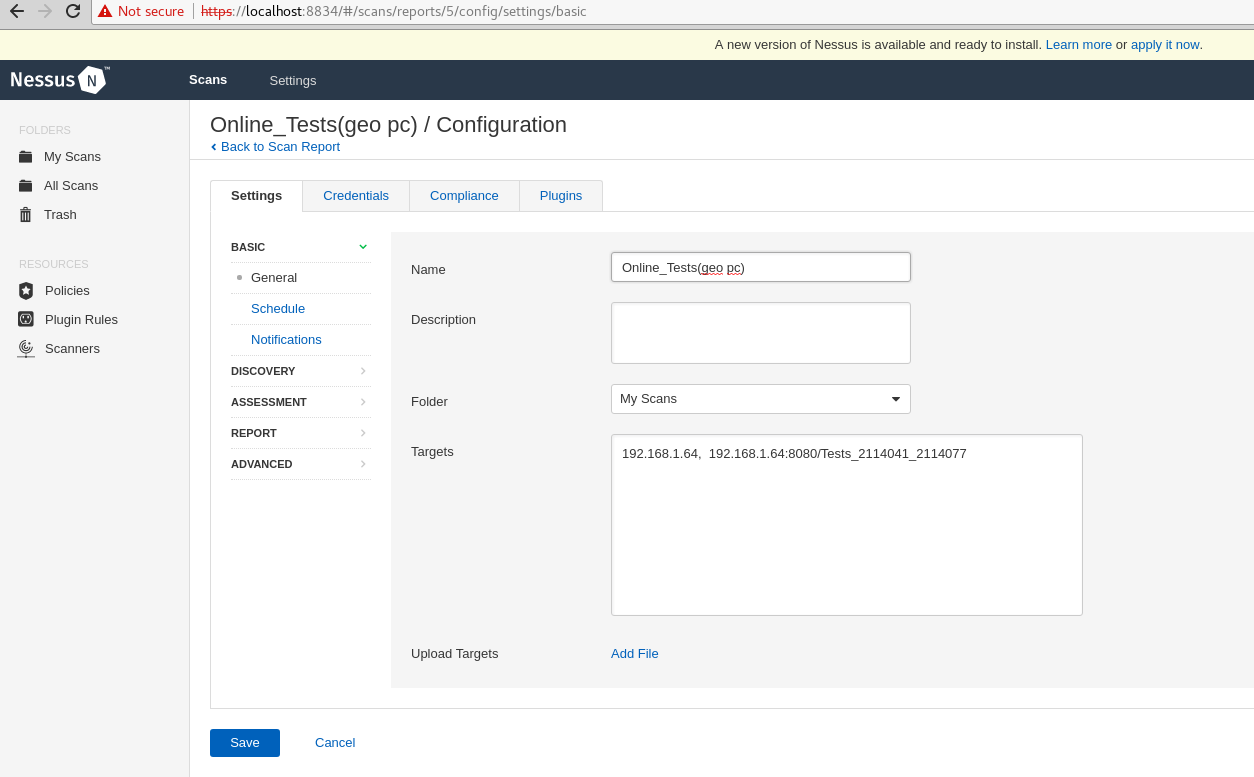 Not secure https://localhost:8834/#/scans/reports/5/config/settings/basic
A new version of Nessus is available and ready to install. Learn more or apply it now.
Nessus N ™ Scans Settings
FOLDERS
My Scans
All Scans
Trash
RESOURCES
Policies
Plugin Rules
Scanners
Online_Tests(geo pc) / Configuration
Back to Scan Report
Settings Credentials Compliance Plugins
BASIC
General
Schedule
Notifications
DISCOVERY
ASSESSMENT
REPORT
ADVANCED
Name Online_Tests(geo pc)
Description
Folder My Scans
Targets 192.168.1.64, 192.168.1.64:8080/Tests_2114041_2114077
Upload Targets Add File
Save Cancel